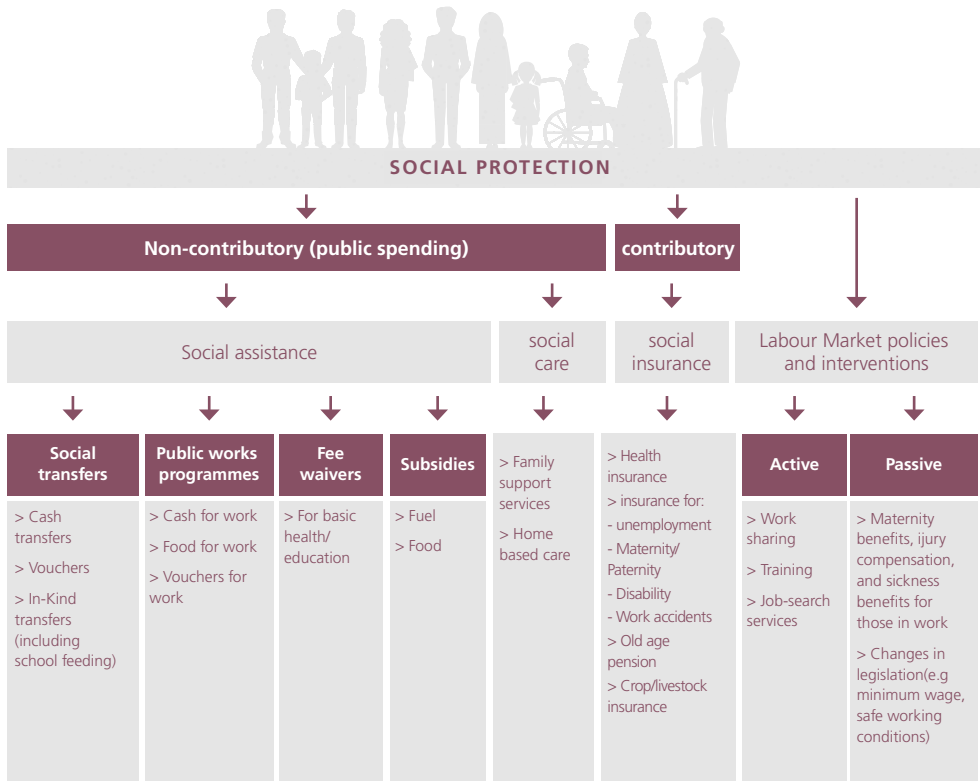 SOCIAL PROTECTION
Non-contributory (public spending)
contributory
Social assistance
social
care
social
insurance
Labour Market policies
and interventions
Social
transfers
> Cash
transfers
> Vouchers
> In-Kind
transfers
(including
school feeding)
Public works
programmes
> Cash for work
> Food for work
> Vouchers for
work
Fee
waivers
> For basic
health/
education
Subsidies
> Fuel
> Food
> Family
support
services
> Home
based care
> Health
insurance
> insurance for:
- unemployment
- Maternity/
Paternity
- Disability
- Work accidents
> Old age
pension
> Crop/livestock
insurance
Active
> Work
sharing
> Training
> Job-search
services
Passive
> Maternity
benefits, ijury
compensation,
and sickness
benefits for
those in work
> Changes in
legislation(e.g
minimum wage,
safe working
conditions)